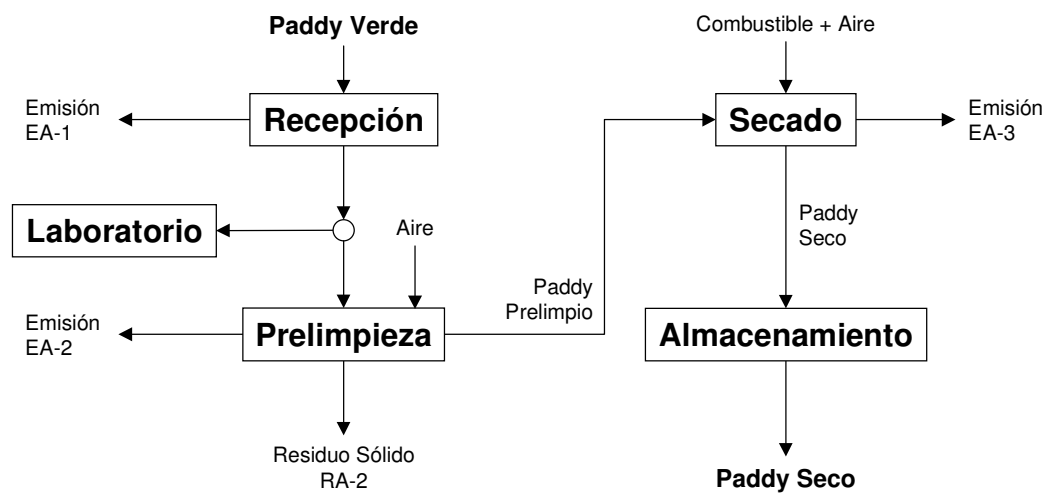 Paddy Verde
Emisión
EA-1
Recepción
Laboratorio
Aire
Emisión
EA-2
Prelimpieza
Paddy
Prelimpio
Residuo Sólido
RA-2
Combustible + Aire
Secado
Emisión
EA-3
Paddy
Seco
Almacenamiento
Paddy Seco